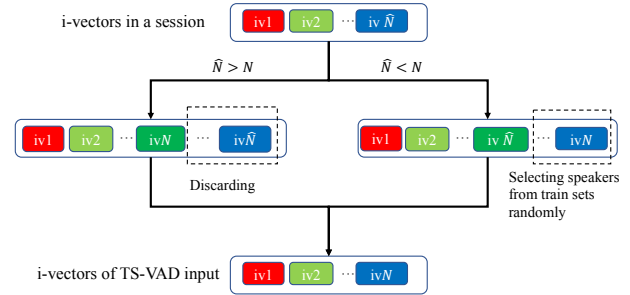 i-vectors in a session iv1 iv2 ··· iv N̂
N̂ > N N̂ < N
iv1 iv2 ··· ivN ··· ivN̂ iv1 iv2 ··· iv N̂ ··· ivN
Discarding
Selecting speakers
from train sets
randomly
i-vectors of TS-VAD input iv1 iv2 ··· ivN